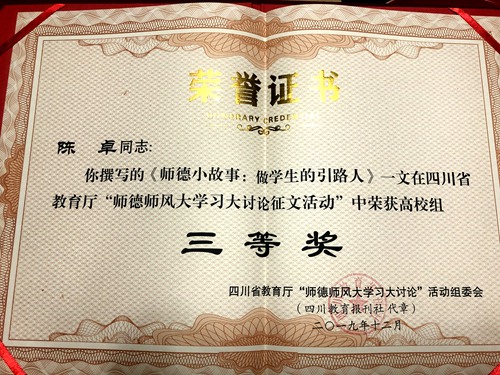 荣誉证书
HONORARY CREDENTIAL
陈 卓同志:
你撰写的《师德小故事:做学生的引路人》一文在四川省
教育厅“师德师风大学习大讨论征文活动”中荣获高校组
三等奖
四川省教育厅“师德师风大学习大讨论”活动组委会
(四川教育报刊社代章)
二〇一九年十二月